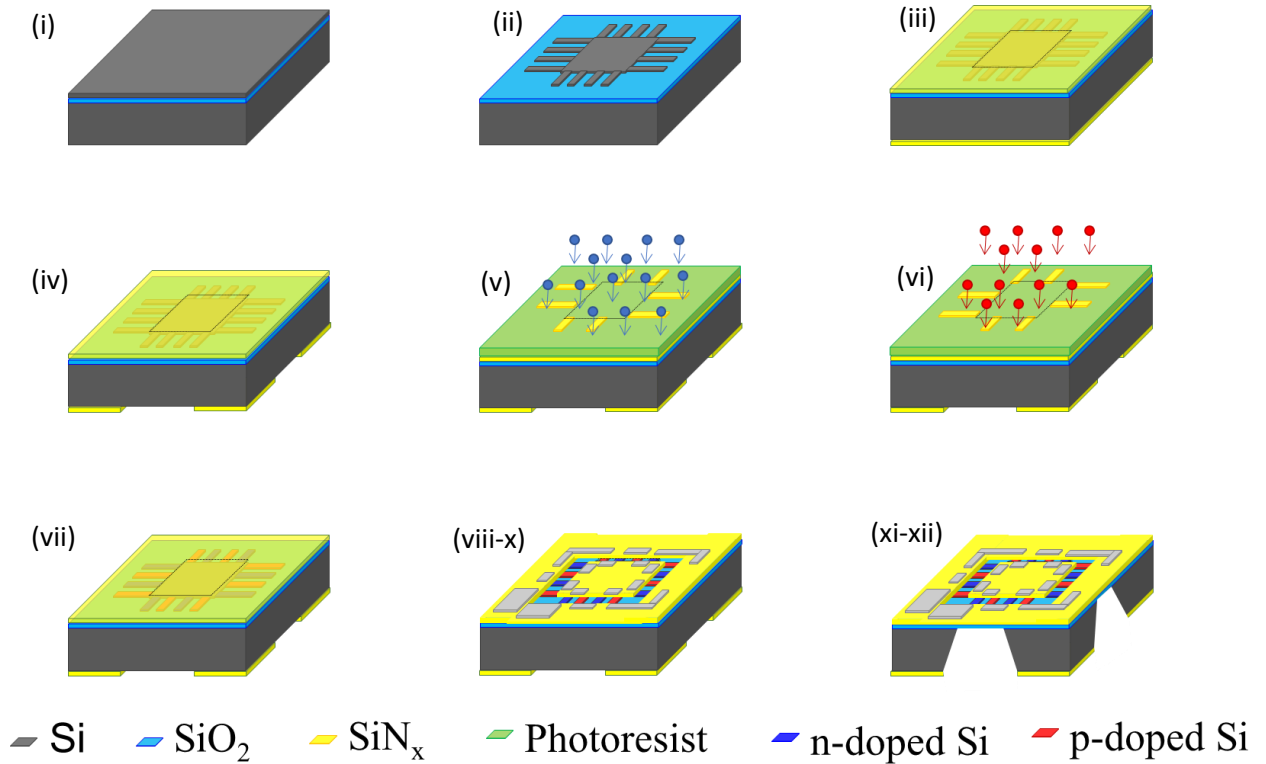 (i) (ii) (iii)
(iv) (v) (vi)
(vii) (viii-x) (xi-xii)
Si SiO₂ SiNₓ Photoresist n-doped Si p-doped Si